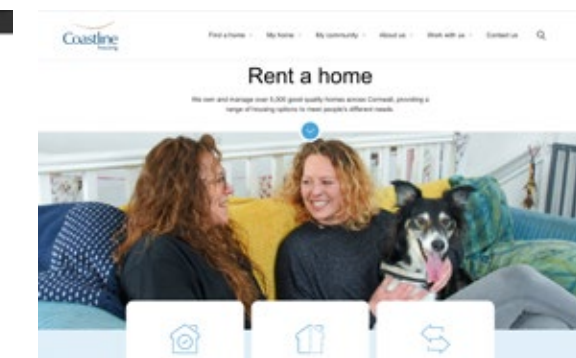 Coastline
housing
Find a home
My home
My community
About us
Work with us
Contact us
Rent a home
We own and manage over 5,000 good quality homes across Cornwall, providing a
range of housing options to meet people's different needs.